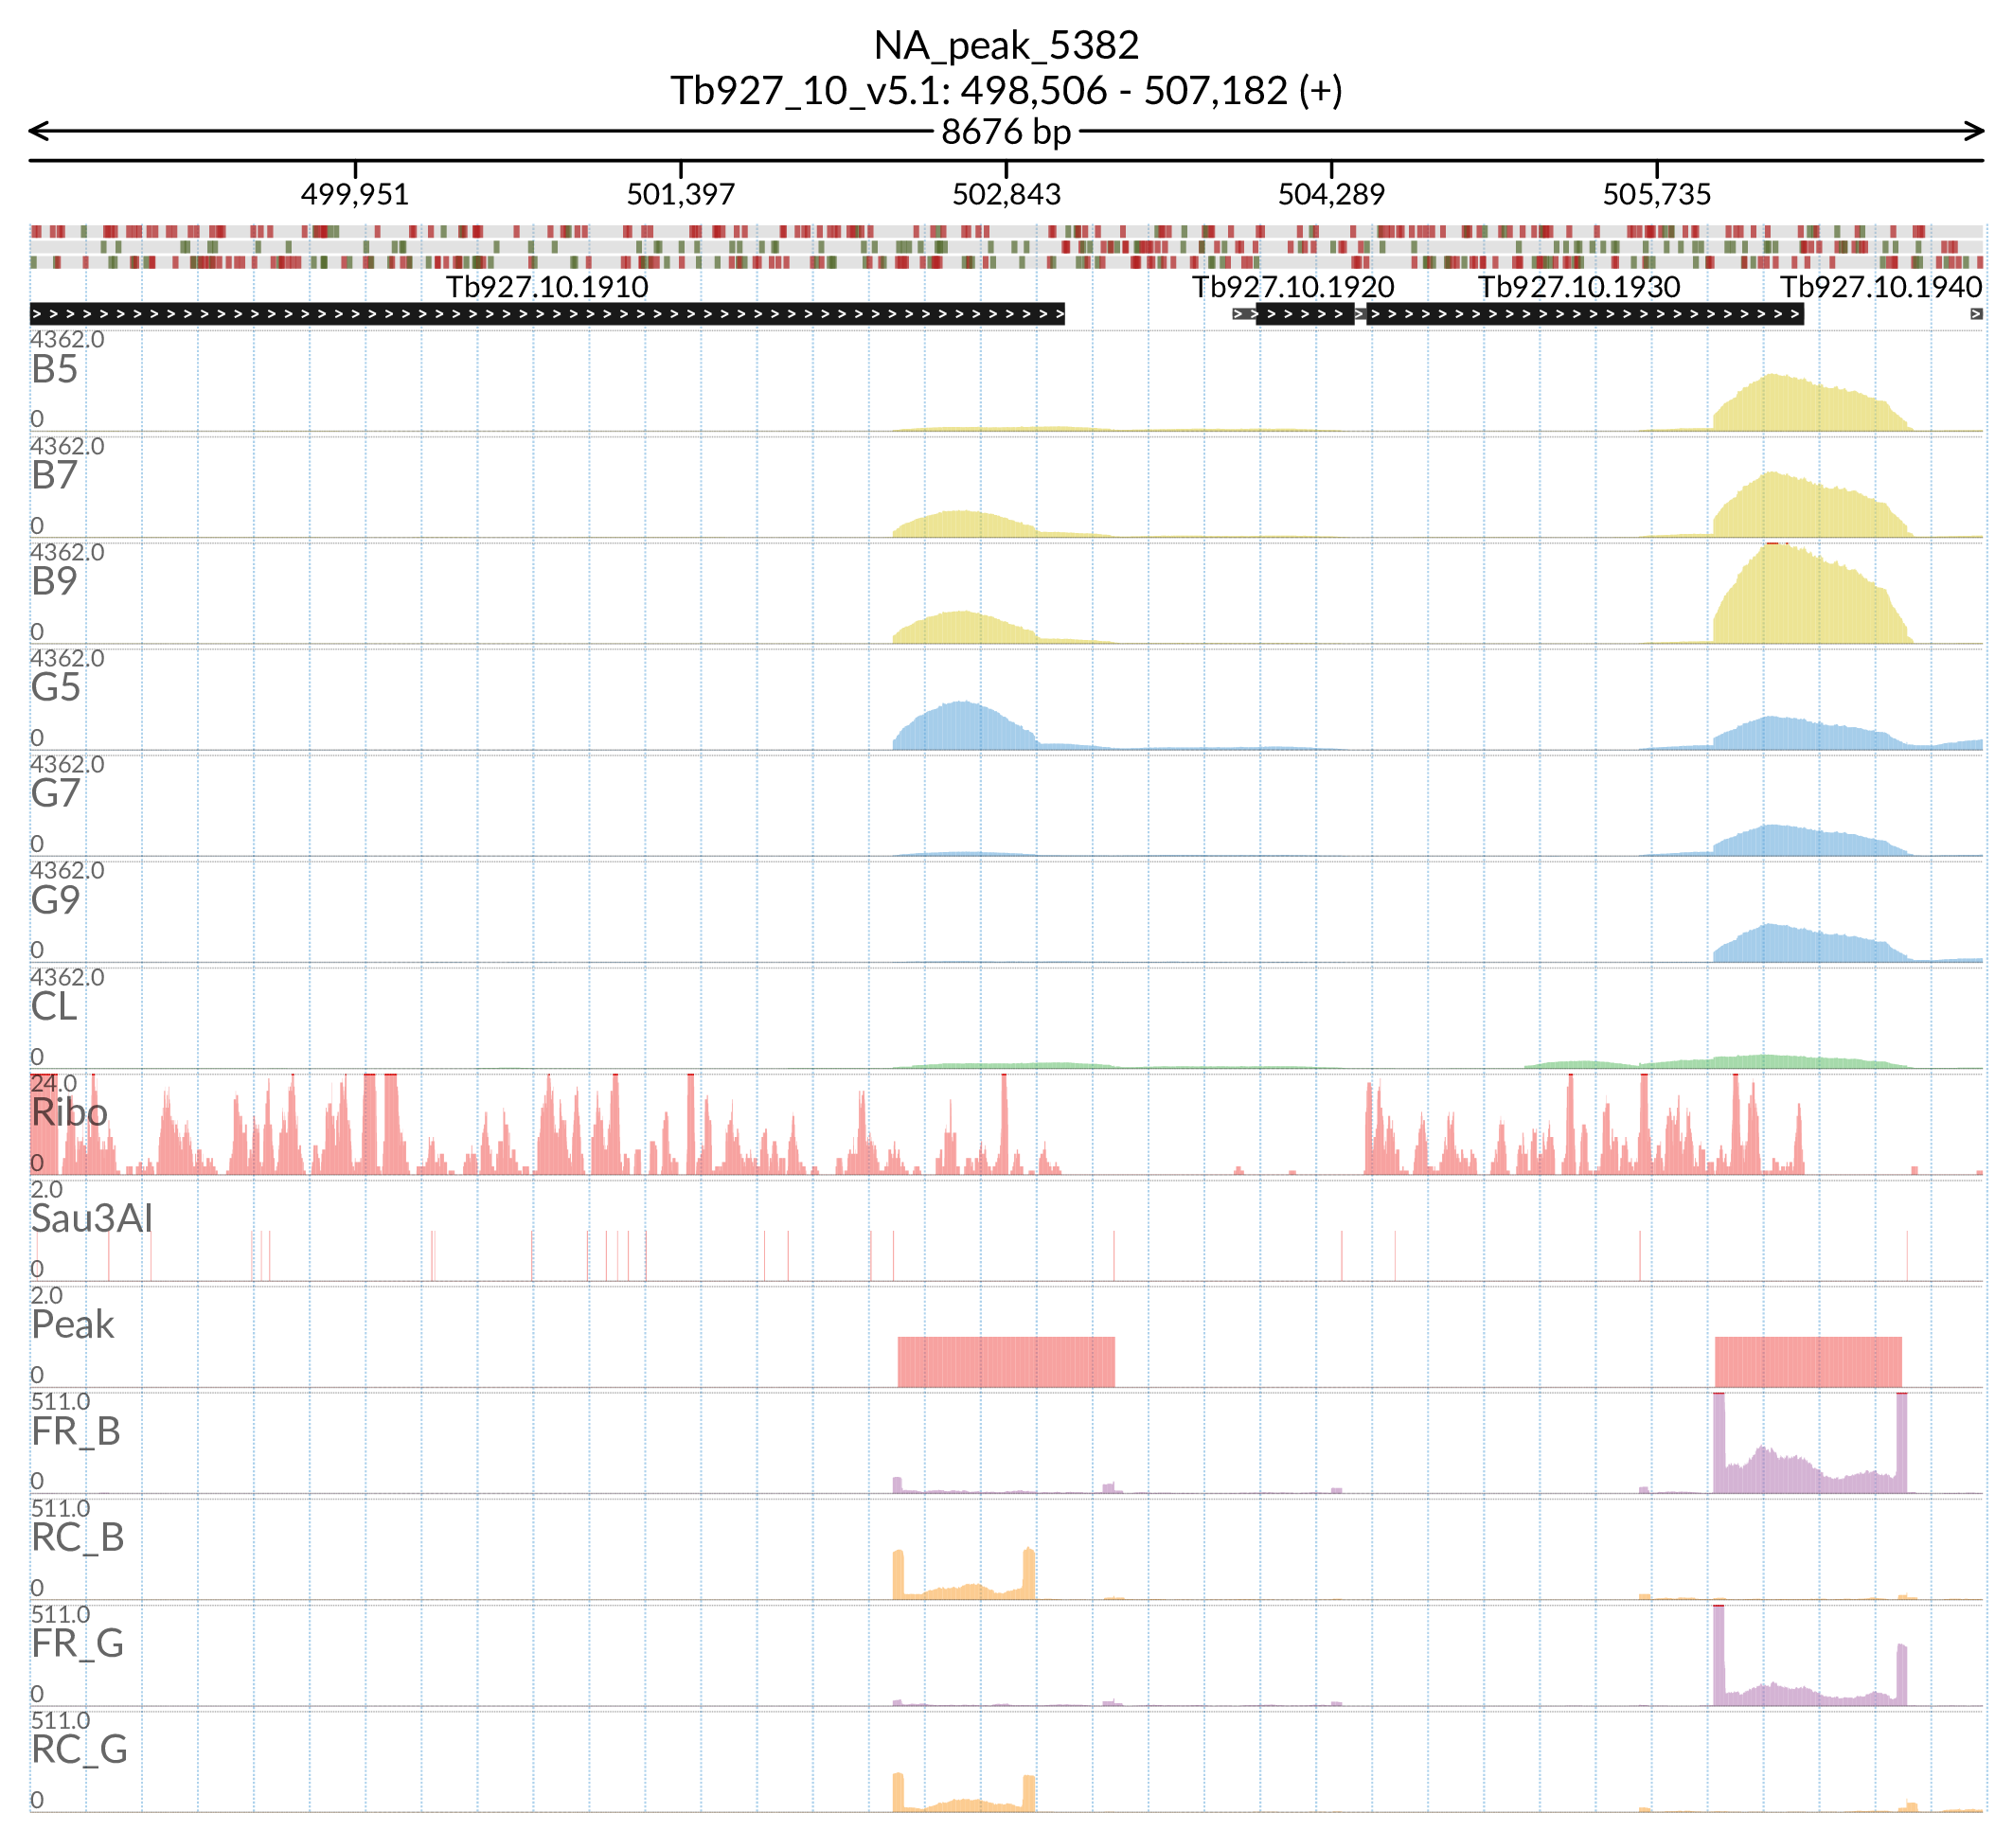 NA_peak_5382
Tb927_10_v5.1: 498,506 - 507,182 (+)
8676 bp
499,951 501,397 502,843 504,289 505,735
Tb927.10.1910 Tb927.10.1920 Tb927.10.1930 Tb927.10.1940
4362.0
B5
0
4362.0
B7
0
4362.0
B9
0
4362.0
G5
0
4362.0
G7
0
4362.0
G9
0
4362.0
CL
0
24.0
Ribo
0
2.0
Sau3AI
0
2.0
Peak
0
511.0
FR_B
0
511.0
RC_B
0
511.0
FR_G
0
511.0
RC_G
0